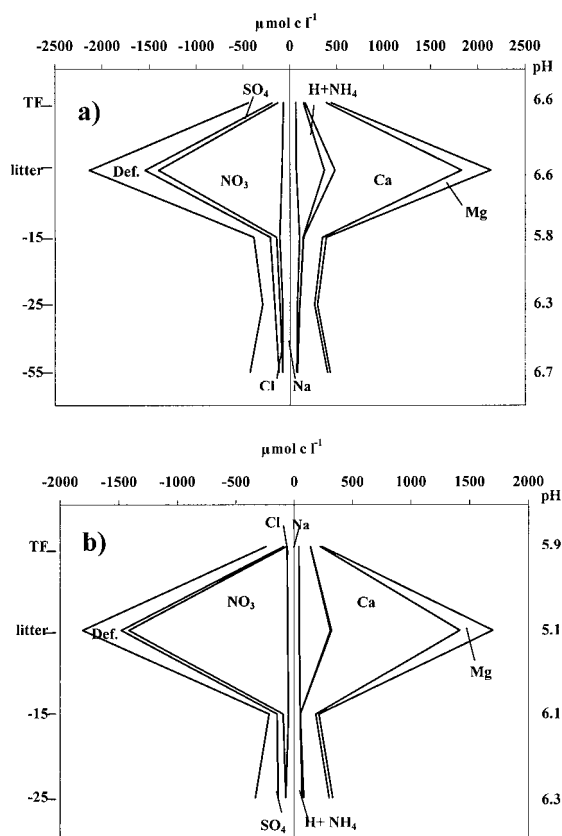 µmol c l⁻¹
-2500 -2000 -1500 -1000 -500 0 500 1000 1500 2000 2500
pH
a)
SO₄
H+NH₄
TF
6.6
litter
Def.
NO₃
Ca
6.6
Mg
-15
5.8
-25
6.3
-55
6.7
Cl
Na
µmol c l⁻¹
-2000 -1500 -1000 -500 0 500 1000 1500 2000
pH
b)
Cl
Na
TF
5.9
NO₃
Ca
litter
Def.
5.1
Mg
-15
6.1
-25
6.3
SO₄
H+ NH₄